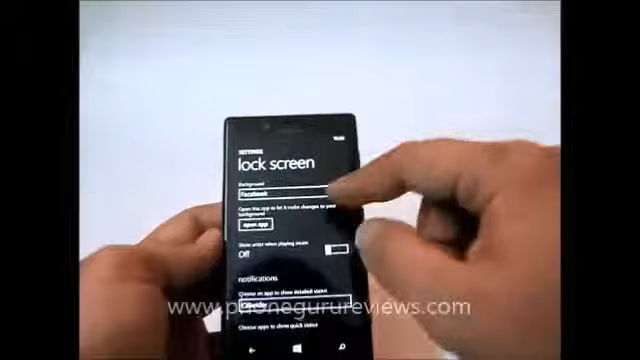 SETTINGS
lock screen
Background
Facebook
Open this app to let it make changes to your
background
open app
Show artist when playing music
Off
notifications
Choose an app to show detailed status
Calendar
www.phonegurureviews.com
Choose apps to show quick status